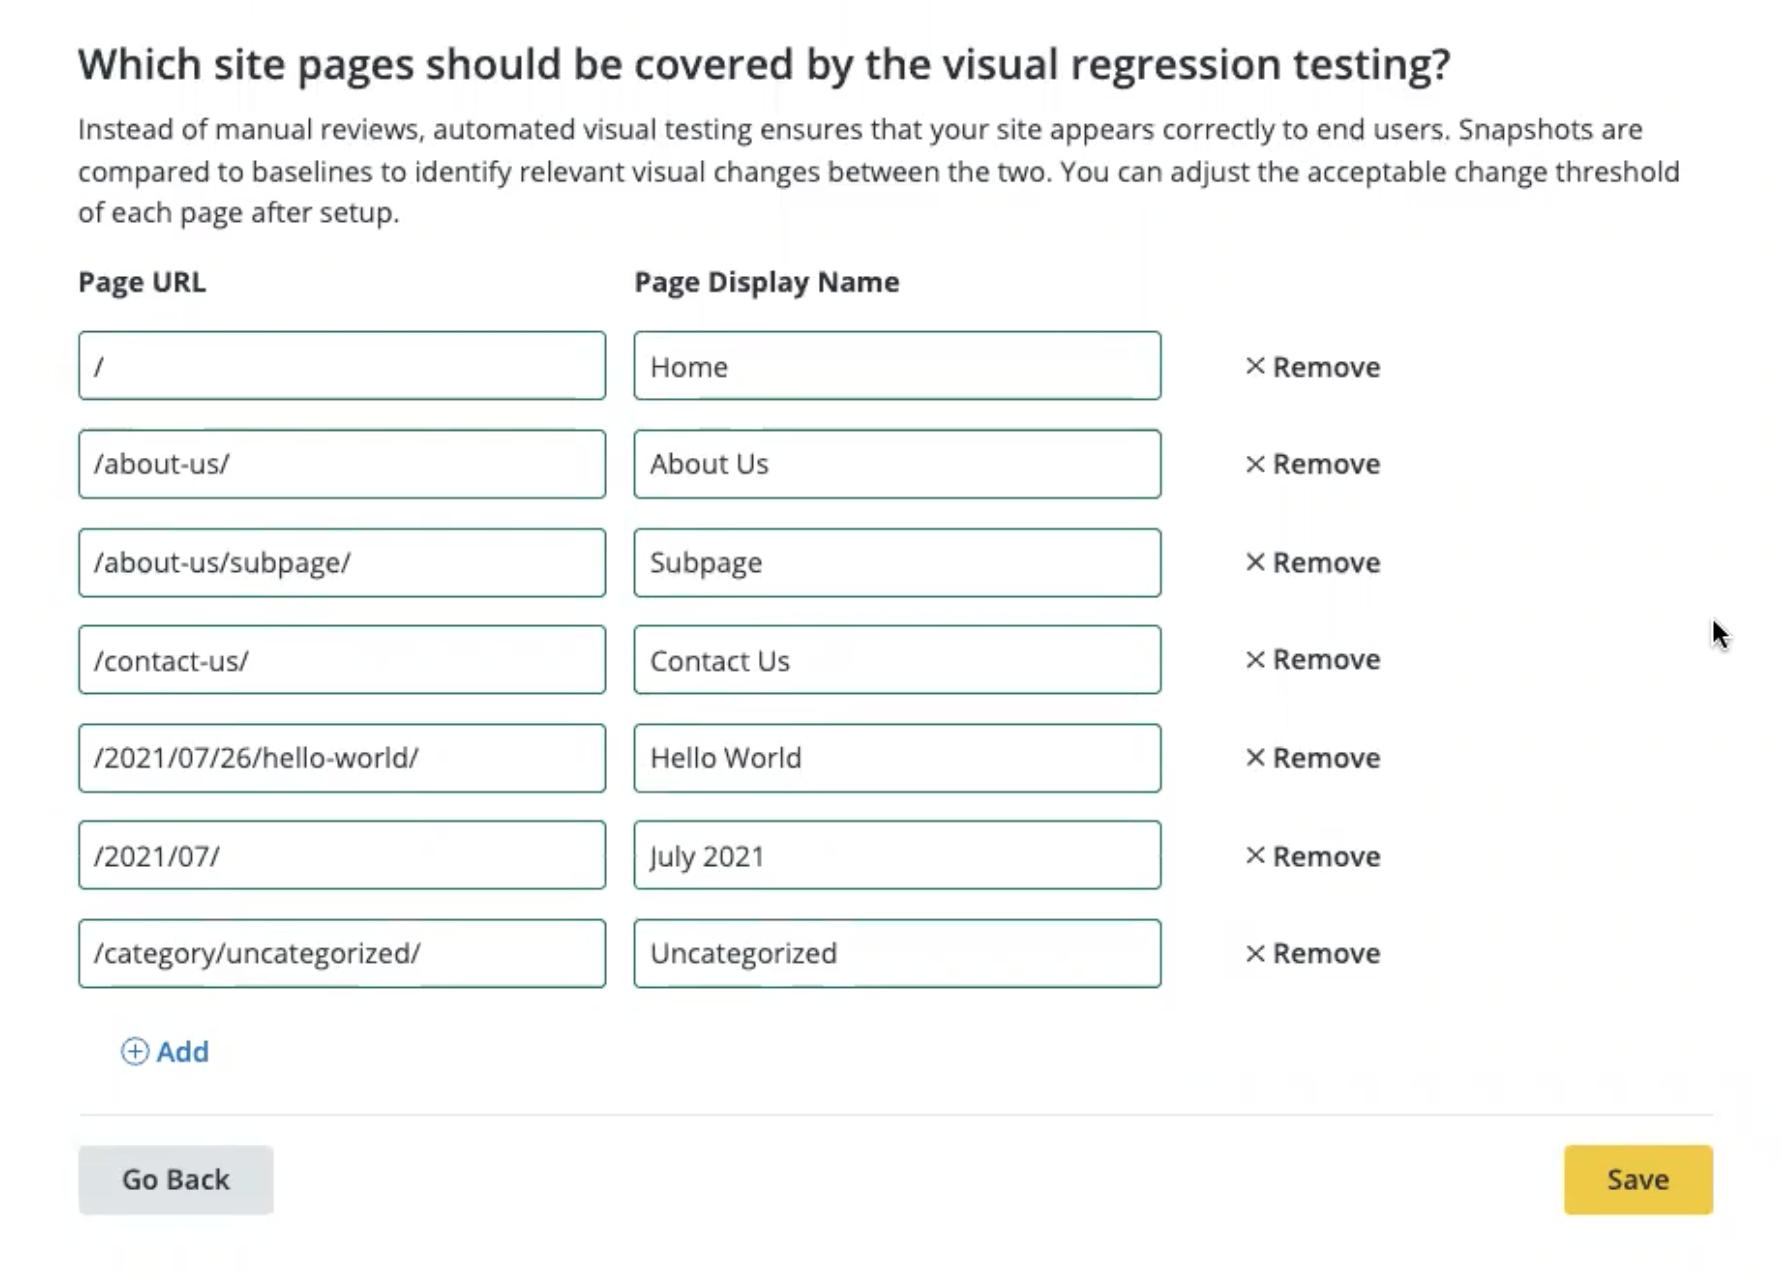 Which site pages should be covered by the visual regression testing?
Instead of manual reviews, automated visual testing ensures that your site appears correctly to end users. Snapshots are
compared to baselines to identify relevant visual changes between the two. You can adjust the acceptable change threshold
of each page after setup.
Page URL Page Display Name
/ Home Remove
/about-us/ About Us Remove
/about-us/subpage/ Subpage Remove
/contact-us/ Contact Us Remove
/2021/07/26/hello-world/ Hello World Remove
/2021/07/ July 2021 Remove
/category/uncategorized/ Uncategorized Remove
Add
Go Back Save